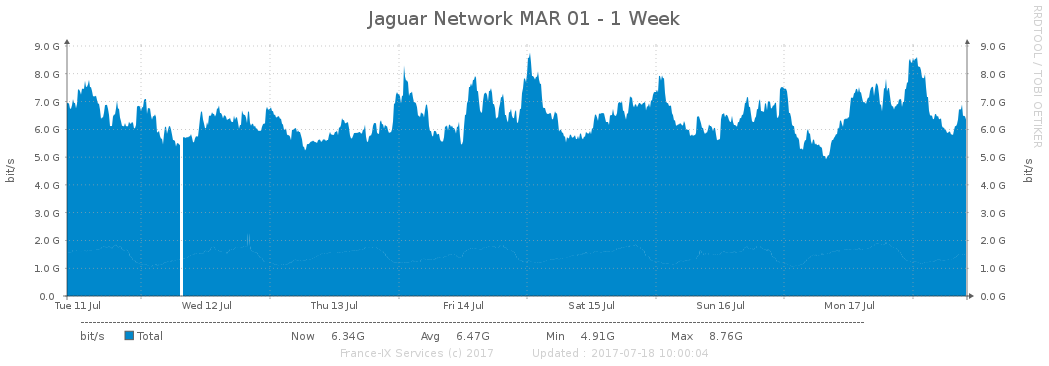 Jaguar Network MAR 01 - 1 Week
RRDTOOL / TOBI OETIKER
bit/s
9.0 G
8.0 G
7.0 G
6.0 G
5.0 G
4.0 G
3.0 G
2.0 G
1.0 G
0.0
9.0 G
8.0 G
7.0 G
6.0 G
5.0 G
4.0 G
3.0 G
2.0 G
1.0 G
0.0 G
bit/s
Tue 11 Jul Wed 12 Jul Thu 13 Jul Fri 14 Jul Sat 15 Jul Sun 16 Jul Mon 17 Jul
bit/s Total Now 6.34G Avg 6.47G Min 4.91G Max 8.76G
France-IX Services (c) 2017 Updated : 2017-07-18 10:00:04